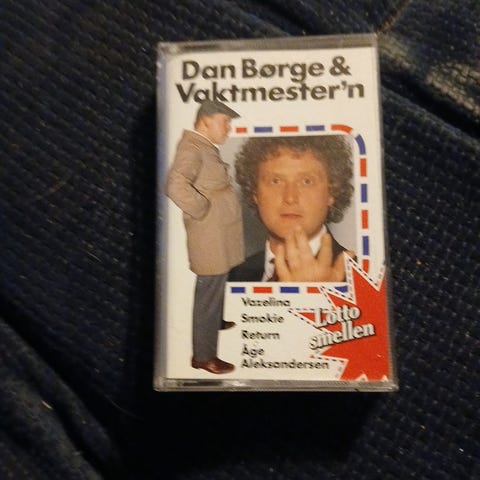 Dan Børge &
Vaktmester'n
Vazelina
Smokie
Return
Åge
Aleksandersen
Lotto
smellen